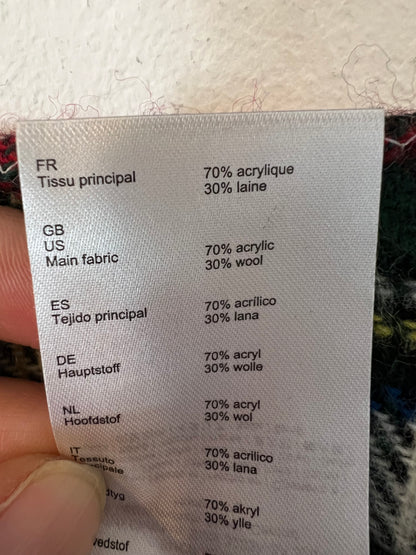 FR
Tissu principal 70% acrylique
30% laine
GB
US
Main fabric 70% acrylic
30% wool
ES
Tejido principal 70% acrílico
30% lana
DE
Hauptstoff 70% acryl
30% wolle
NL
Hoofdstof 70% acryl
30% wol
IT
Tessuto 70% acrilico
30% lana
70% akryl
30% ylle